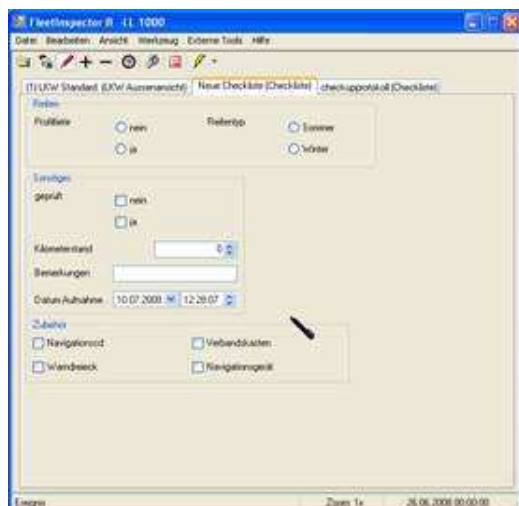 FleetInspector
CL 1000
Datei Bearbeiten Ansicht Werkzeug Externe Tools Hilfe
(1) LKW Standard (LKW Aussenansicht) Neue Checkliste (Checkliste) checkupprotokoll (Checkliste)
Reifen
Profiltiefe nein Reifentyp Sommer
ja Winter
Sonstiges
geprüft nein
ja
Kilometerstand 0
Bemerkungen
Datum Aufnahme 10.07.2008 12:28:07
Zubehör
Navigationscd Verbandskasten
Warndreieck Navigationsgerät
Ereignis Zoom: 1x 26.06.2008 00:00:00